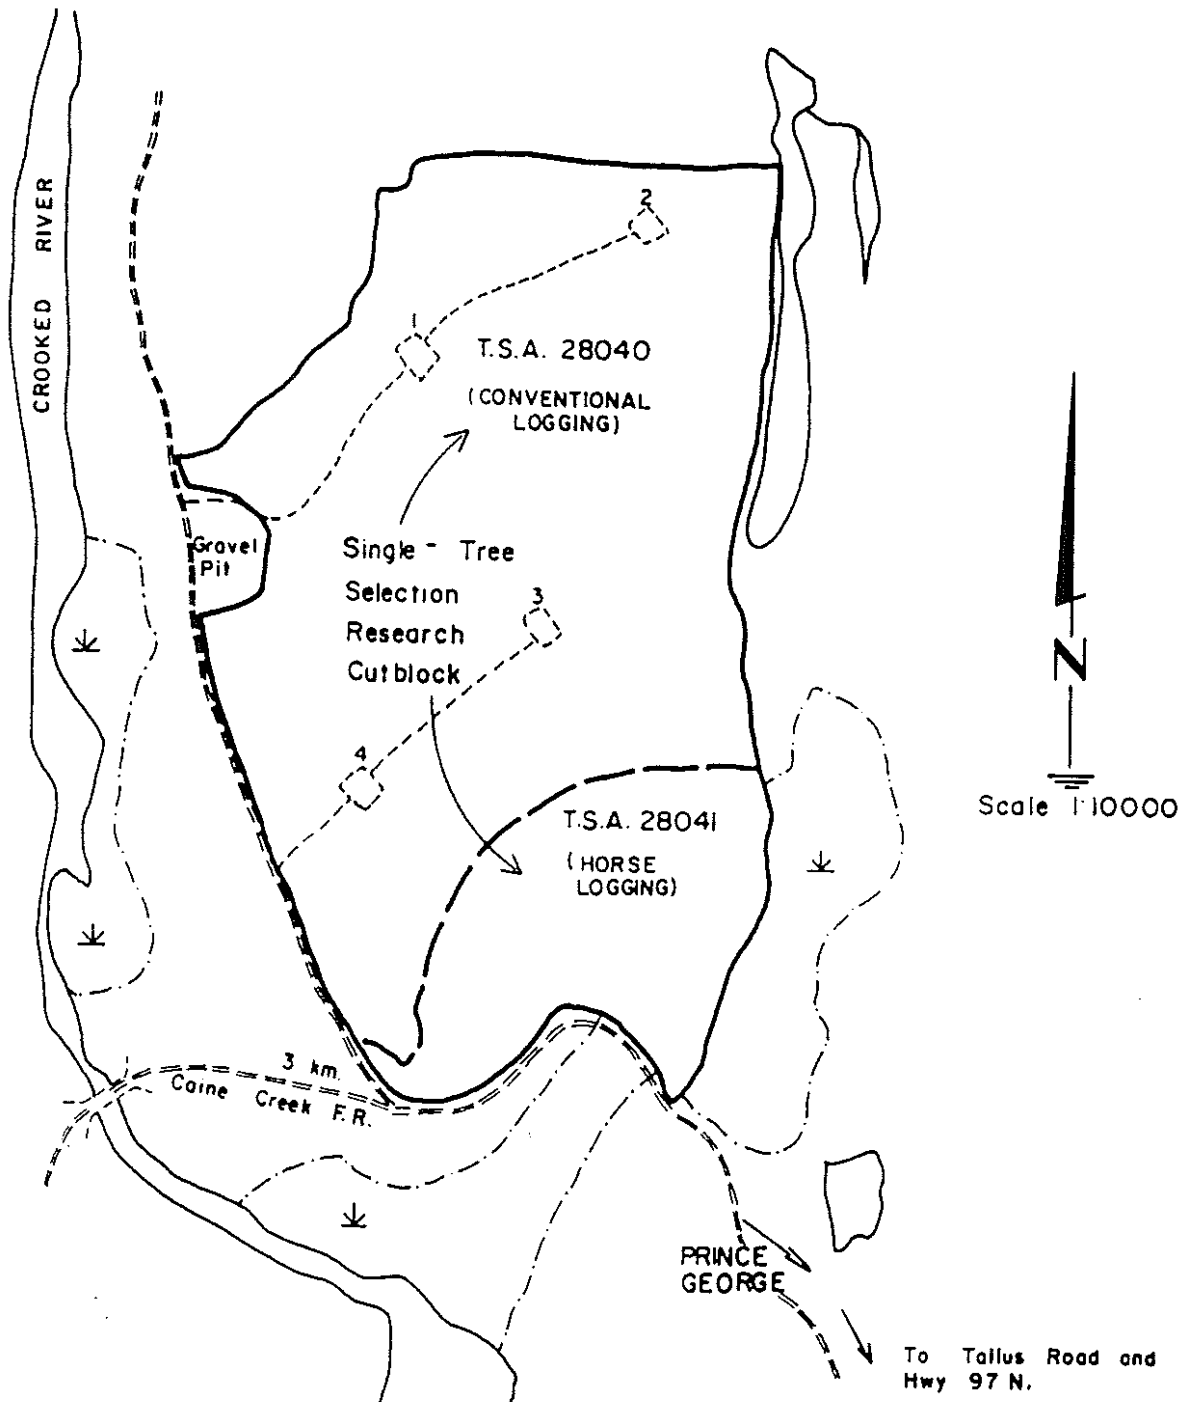 CROOKED RIVER
2
1
T.S.A. 28040
(CONVENTIONAL
LOGGING)
Gravel
Pit
Single - Tree
Selection
Research
Cutblock
3
4
N
Scale 1:10000
T.S.A. 28041
(HORSE
LOGGING)
3 km.
Caine Creek F.R.
PRINCE
GEORGE
To Tallus Road and
Hwy 97 N.